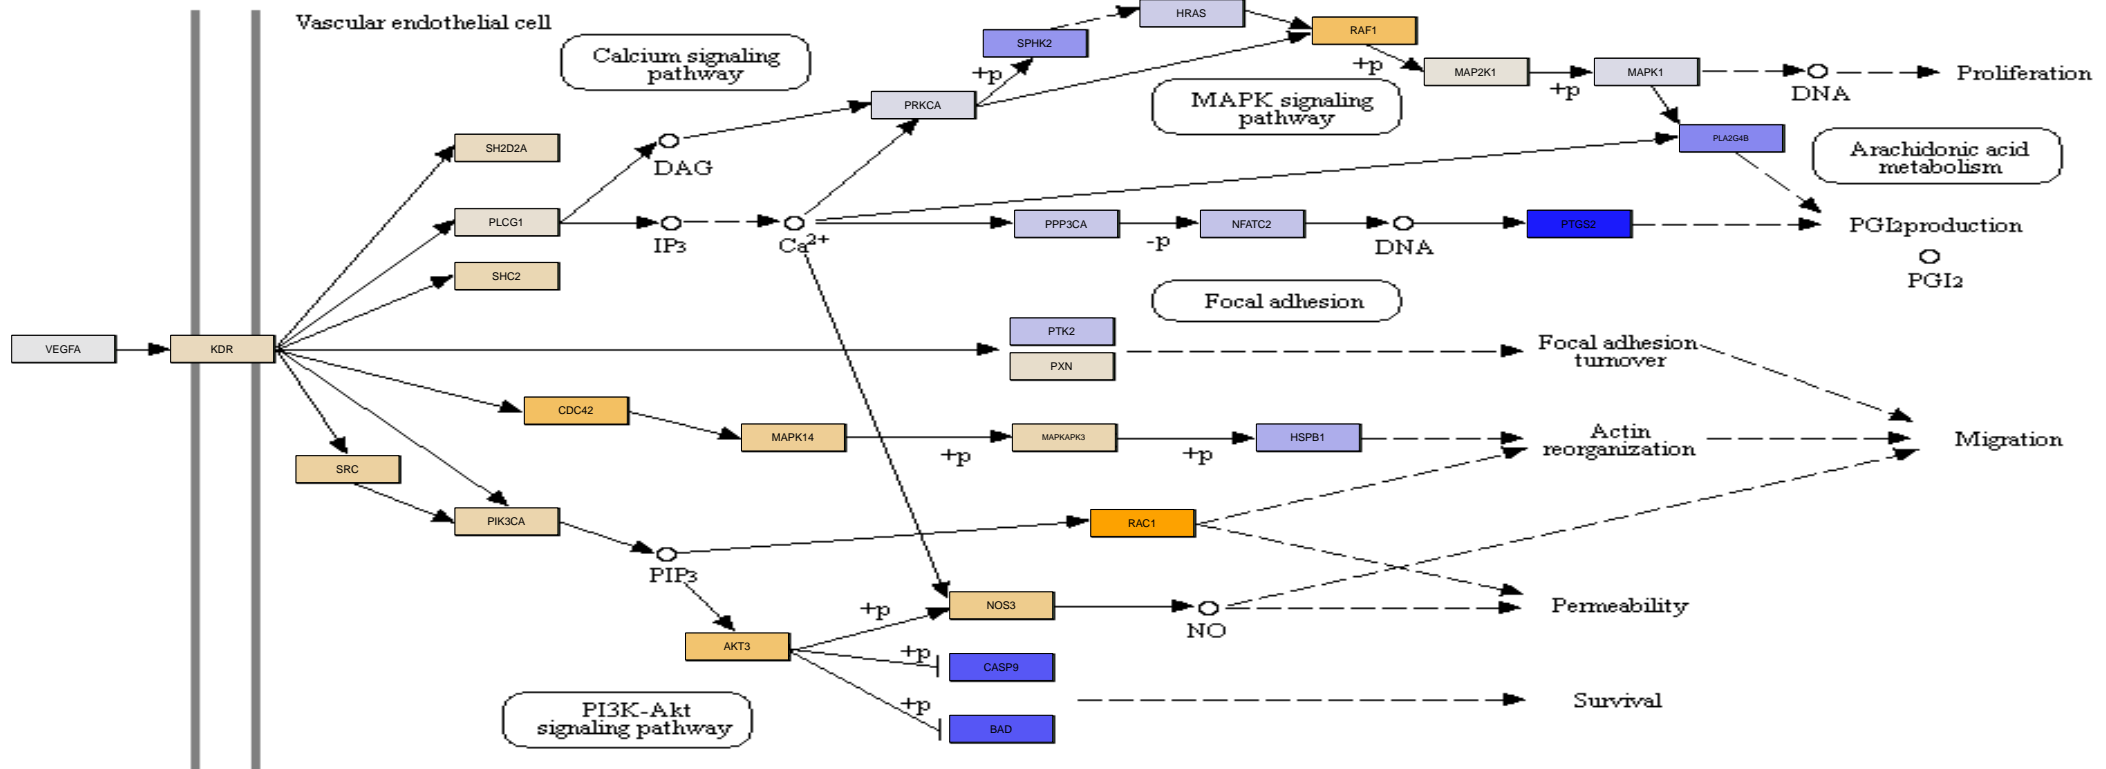 Vascular endothelial cell
HRAS
RAF1
SPHK2
Calcium signaling
pathway
+p
+p
MAP2K1
MAPK1
+p
DNA
Proliferation
PRKCA
MAPK signaling
pathway
PLA2G4B
Arachidonic acid
metabolism
SH2D2A
DAG
PLCG1
IP3
Ca2+
PPP3CA
-p
NFATC2
DNA
PTGS2
PGI2production
PGI2
SHC2
Focal adhesion
VEGFA
KDR
PTK2
PXN
Focal adhesion
turnover
CDC42
MAPK14
+p
MAPKAPK3
+p
HSPB1
Actin
reorganization
Migration
SRC
PIK3CA
RAC1
PIP3
+p
NOS3
NO
Permeability
AKT3
+p
CASP9
+p
BAD
Survival
PI3K-Akt
signaling pathway